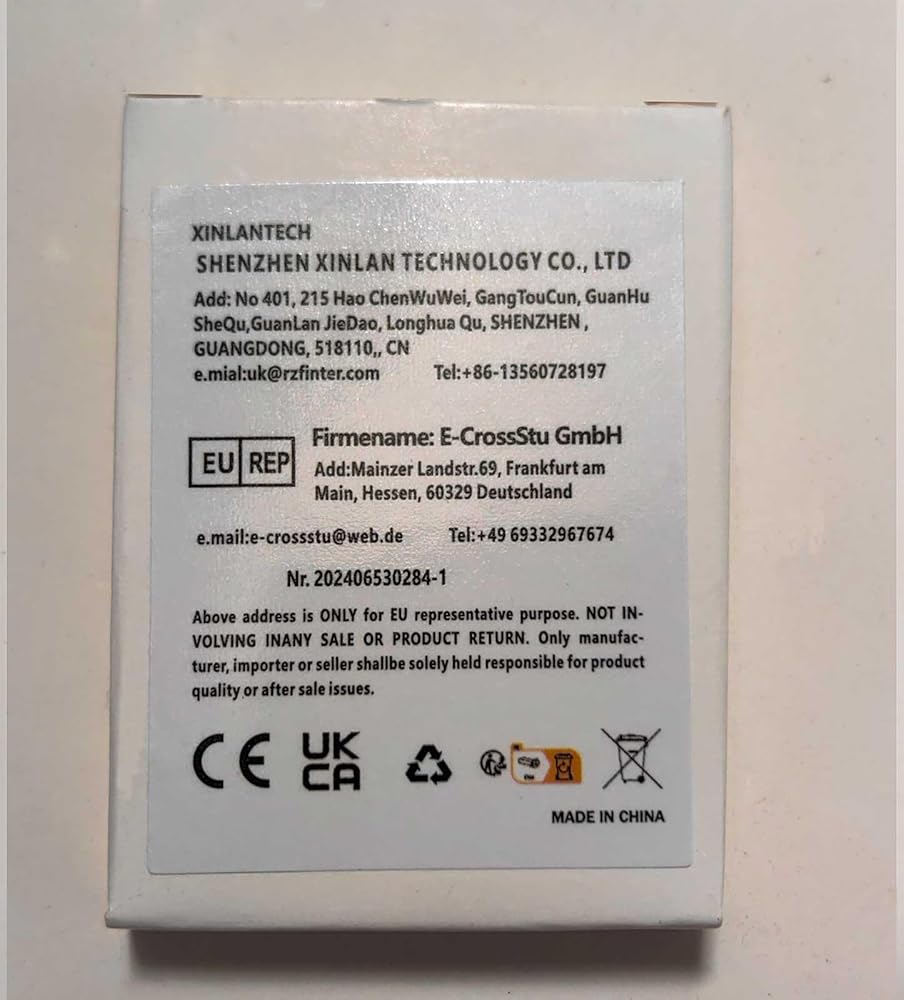 XINLANTECH
SHENZHEN XINLAN TECHNOLOGY CO., LTD
Add: No 401, 215 Hao ChenWuWei, GangTouCun, GuanHu
SheQu,GuanLan JieDao, Longhua Qu, SHENZHEN ,
GUANGDONG, 518110,, CN
e.mial:uk@rzfinter.com Tel:+86-13560728197
EU REP
Firmename: E-CrossStu GmbH
Add:Mainzer Landstr.69, Frankfurt am
Main, Hessen, 60329 Deutschland
e.mail:e-crossstu@web.de Tel:+49 69332967674
Nr. 202406530284-1
Above address is ONLY for EU representative purpose. NOT IN-
VOLVING INANY SALE OR PRODUCT RETURN. Only manufac-
turer, importer or seller shallbe solely held responsible for product
quality or after sale issues.
CE UK
CA
MADE IN CHINA